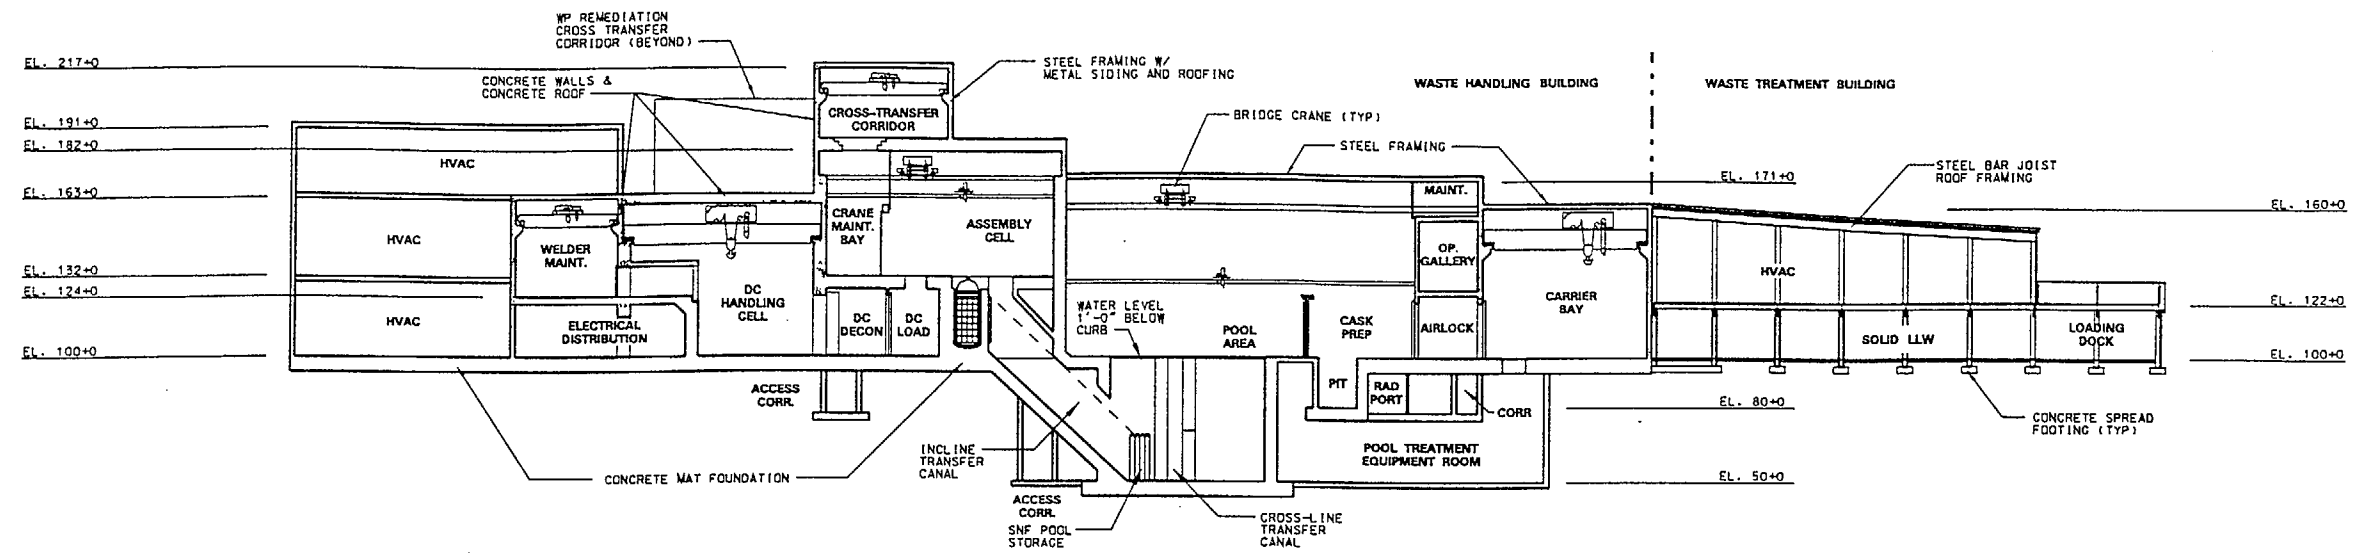 WP REMEDIATION
CROSS TRANSFER
CORRIDOR (BEYOND)
EL. 217+0
CONCRETE WALLS &
CONCRETE ROOF
STEEL FRAMING W/
METAL SIDING AND ROOFING
WASTE HANDLING BUILDING
WASTE TREATMENT BUILDING
EL. 191+0
EL. 182+0
CROSS-TRANSFER
CORRIDOR
BRIDGE CRANE (TYP)
STEEL FRAMING
STEEL BAR JOIST
ROOF FRAMING
HVAC
EL. 163+0
MAINT.
EL. 171+0
EL. 160+0
HVAC
WELDER
MAINT.
CRANE
MAINT.
BAY
ASSEMBLY
CELL
OP.
GALLERY
HVAC
EL. 132+0
EL. 124+0
DC
HANDLING
CELL
WATER LEVEL
1'-0" BELOW
CURB
CARRIER
BAY
EL. 122+0
HVAC
ELECTRICAL
DISTRIBUTION
DC
DECON
DC
LOAD
POOL
AREA
CASK
PREP
AIRLOCK
SOLID LLW
LOADING
DOCK
EL. 100+0
EL. 100+0
ACCESS
CORR.
PIT
RAD
PORT
CORR
EL. 80+0
CONCRETE SPREAD
FOOTING (TYP)
INCLINE
TRANSFER
CANAL
POOL TREATMENT
EQUIPMENT ROOM
CONCRETE MAT FOUNDATION
EL. 50+0
ACCESS
CORR.
SNF POOL
STORAGE
CROSS-LINE
TRANSFER
CANAL